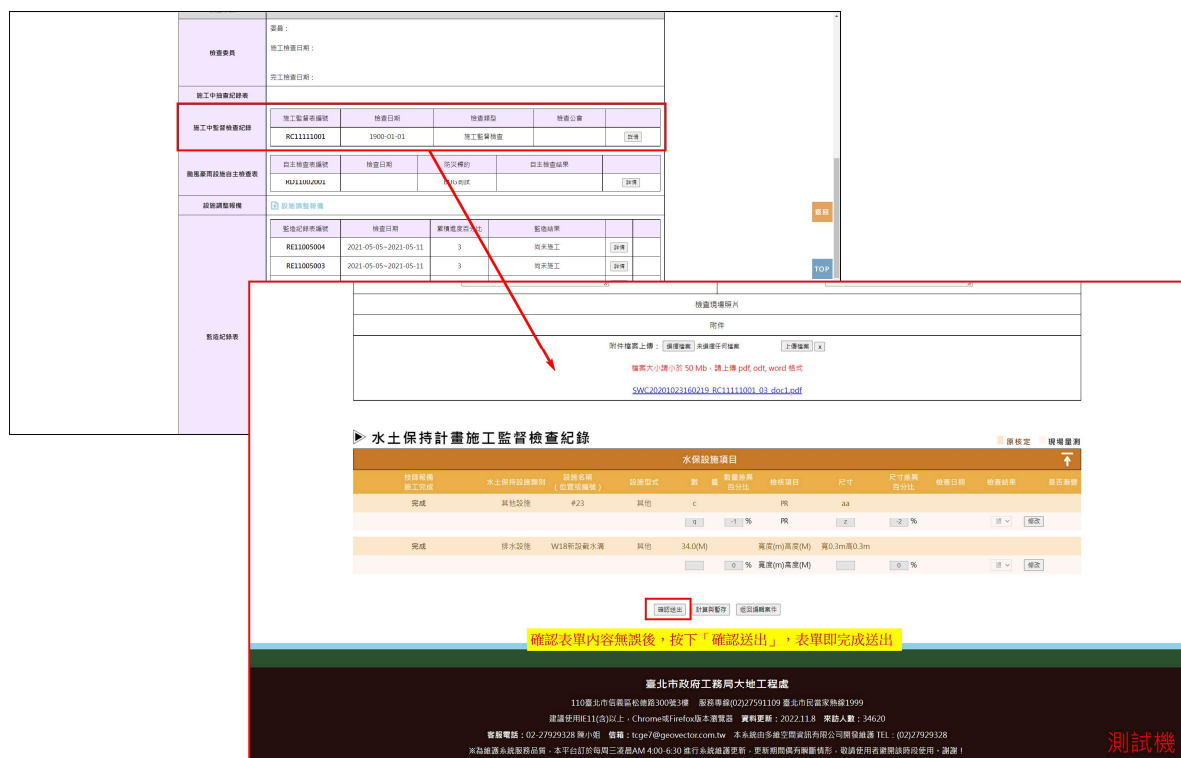 檢查委員
委員：
施工檢查日期：
完工檢查日期：
施工中抽查紀錄表
施工中監督檢查紀錄
施工監督表編號 檢查日期 檢查類型 檢查公會
RC11111001 1900-01-01 施工監督檢查 詳情
颱風豪雨設施自主檢查表
自主檢查表編號 檢查日期 防災標的 自主檢查結果
RD11002001 詳情
設施調整報備 設施調整報備
返回
TOP
監造紀錄表
監造紀錄表編號 檢查日期 累積進度百分比 監造結果
RE11005004 2021-05-05~2021-05-11 3 尚未施工 詳情
RE11005003 2021-05-05~2021-05-11 3 尚未施工 詳情
檢查現場照片
附件
附件檔案上傳： 選擇檔案 未選擇任何檔案 上傳檔案 x
檔案大小請小於 50 Mb，請上傳 pdf, odt, word 格式
SWC20201023160219_RC11111001_03_doc1.pdf
水土保持計畫施工監督檢查紀錄
原核定 現場量測
水保設施項目
技師報備施工完成 水土保持設施類別 設施名稱（位置或編號） 設施型式 數量 數量差異百分比 檢核項目 尺寸 尺寸差異百分比 檢查日期 檢查結果 是否銷號
完成 其他設施 #23 其他 c PR aa
q -1 % PR z -2 % 修改
完成 排水設施 W18新設截水溝 其他 34.0(M) 寬度(m)高度(M) 寬0.3m高0.3m
0 % 寬度(m)高度(M) 0 % 修改
確認送出 計算與暫存 返回編輯案件
確認表單內容無誤後，按下「確認送出」，表單即完成送出
臺北市政府工務局大地工程處
110臺北市信義區松德路300號3樓 服務專線(02)27591109 臺北市民當家熱線1999
建議使用IE11(含)以上，Chrome或Firefox版本瀏覽器 資料更新：2022.11.8 來訪人數：34620
客服電話：02-27929328 陳小姐 信箱：tcge7@geovector.com.tw 本系統由多維空間資訊有限公司開發維護 TEL：(02)27929328
※為維護系統服務品質，本平台訂於每周三凌晨AM 4:00-6:30 進行系統維護更新，更新期間偶有瞬斷情形，敬請使用者避開該時段使用，謝謝！
測試機